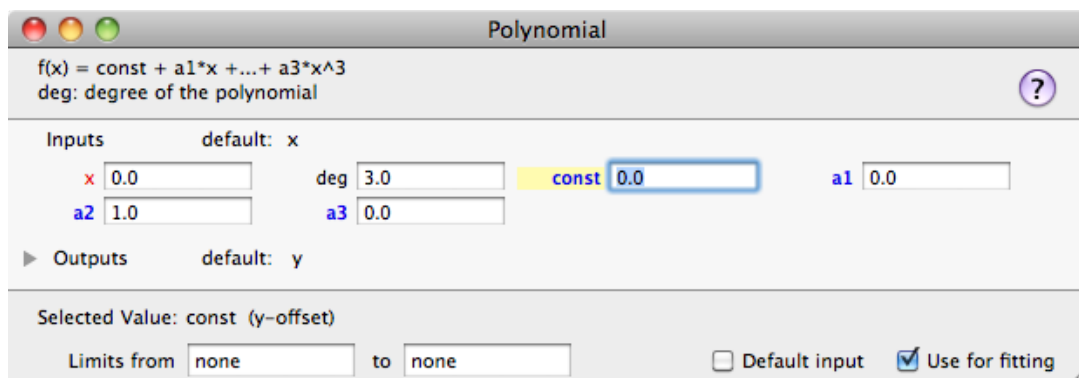 Polynomial
f(x) = const + a1*x +...+ a3*x^3
deg: degree of the polynomial
?
Inputs default: x
x 0.0 deg 3.0 const 0.0 a1 0.0
a2 1.0 a3 0.0
Outputs default: y
Selected Value: const (y-offset)
Limits from none to none Default input Use for fitting